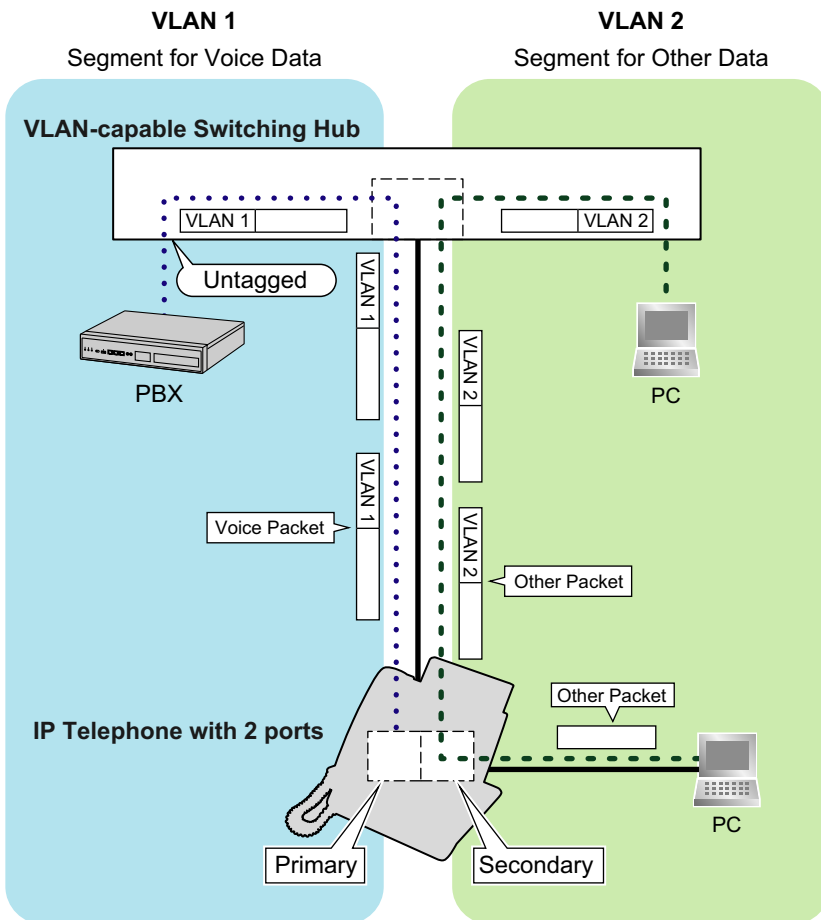 VLAN 1
Segment for Voice Data
VLAN 2
Segment for Other Data
VLAN-capable Switching Hub
VLAN 1
VLAN 2
Untagged
PBX
PC
VLAN 1
VLAN 2
VLAN 1
Voice Packet
VLAN 2
Other Packet
IP Telephone with 2 ports
Other Packet
PC
Primary
Secondary